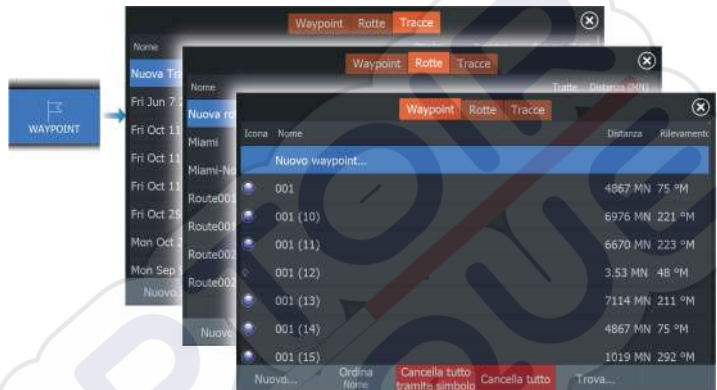 WAYPOINT
Waypoint Rotte Tracce
Nome
Nuova Tra
Fri Jun 7 2
Fri Oct 11
Fri Oct 11
Fri Oct 11
Fri Oct 25
Mon Oct 2
Mon Sep
Nuovo
Waypoint Rotte Tracce
Nome Tratte Distanza (MN)
Nuova ro
Miami
Miami-No
Route001
Route001
Route002
Route002
Nuovo
Waypoint Rotte Tracce
Icona Nome Distanza Rilevamento
Nuovo waypoint...
001 4867 MN 75 °M
001 (10) 6976 MN 221 °M
001 (11) 6670 MN 223 °M
001 (12) 3.53 MN 48 °M
001 (13) 7114 MN 211 °M
001 (14) 4867 MN 75 °M
001 (15) 1019 MN 292 °M
Nuovo... Ordina Nome Cancella tutto tramite simbolo Cancella tutto Trova...